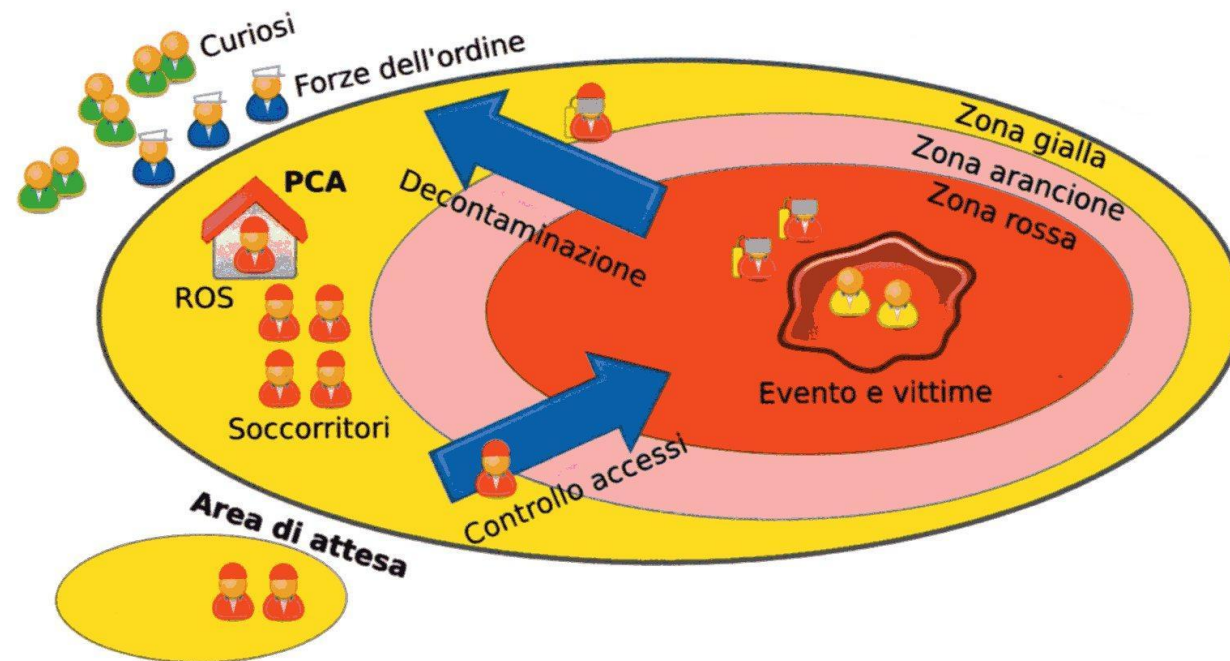 Curiosi
Forze dell'ordine
Zona gialla
Zona arancione
Zona rossa
PCA
Decontaminazione
ROS
Soccorritori
Evento e vittime
Controllo accessi
Area di attesa